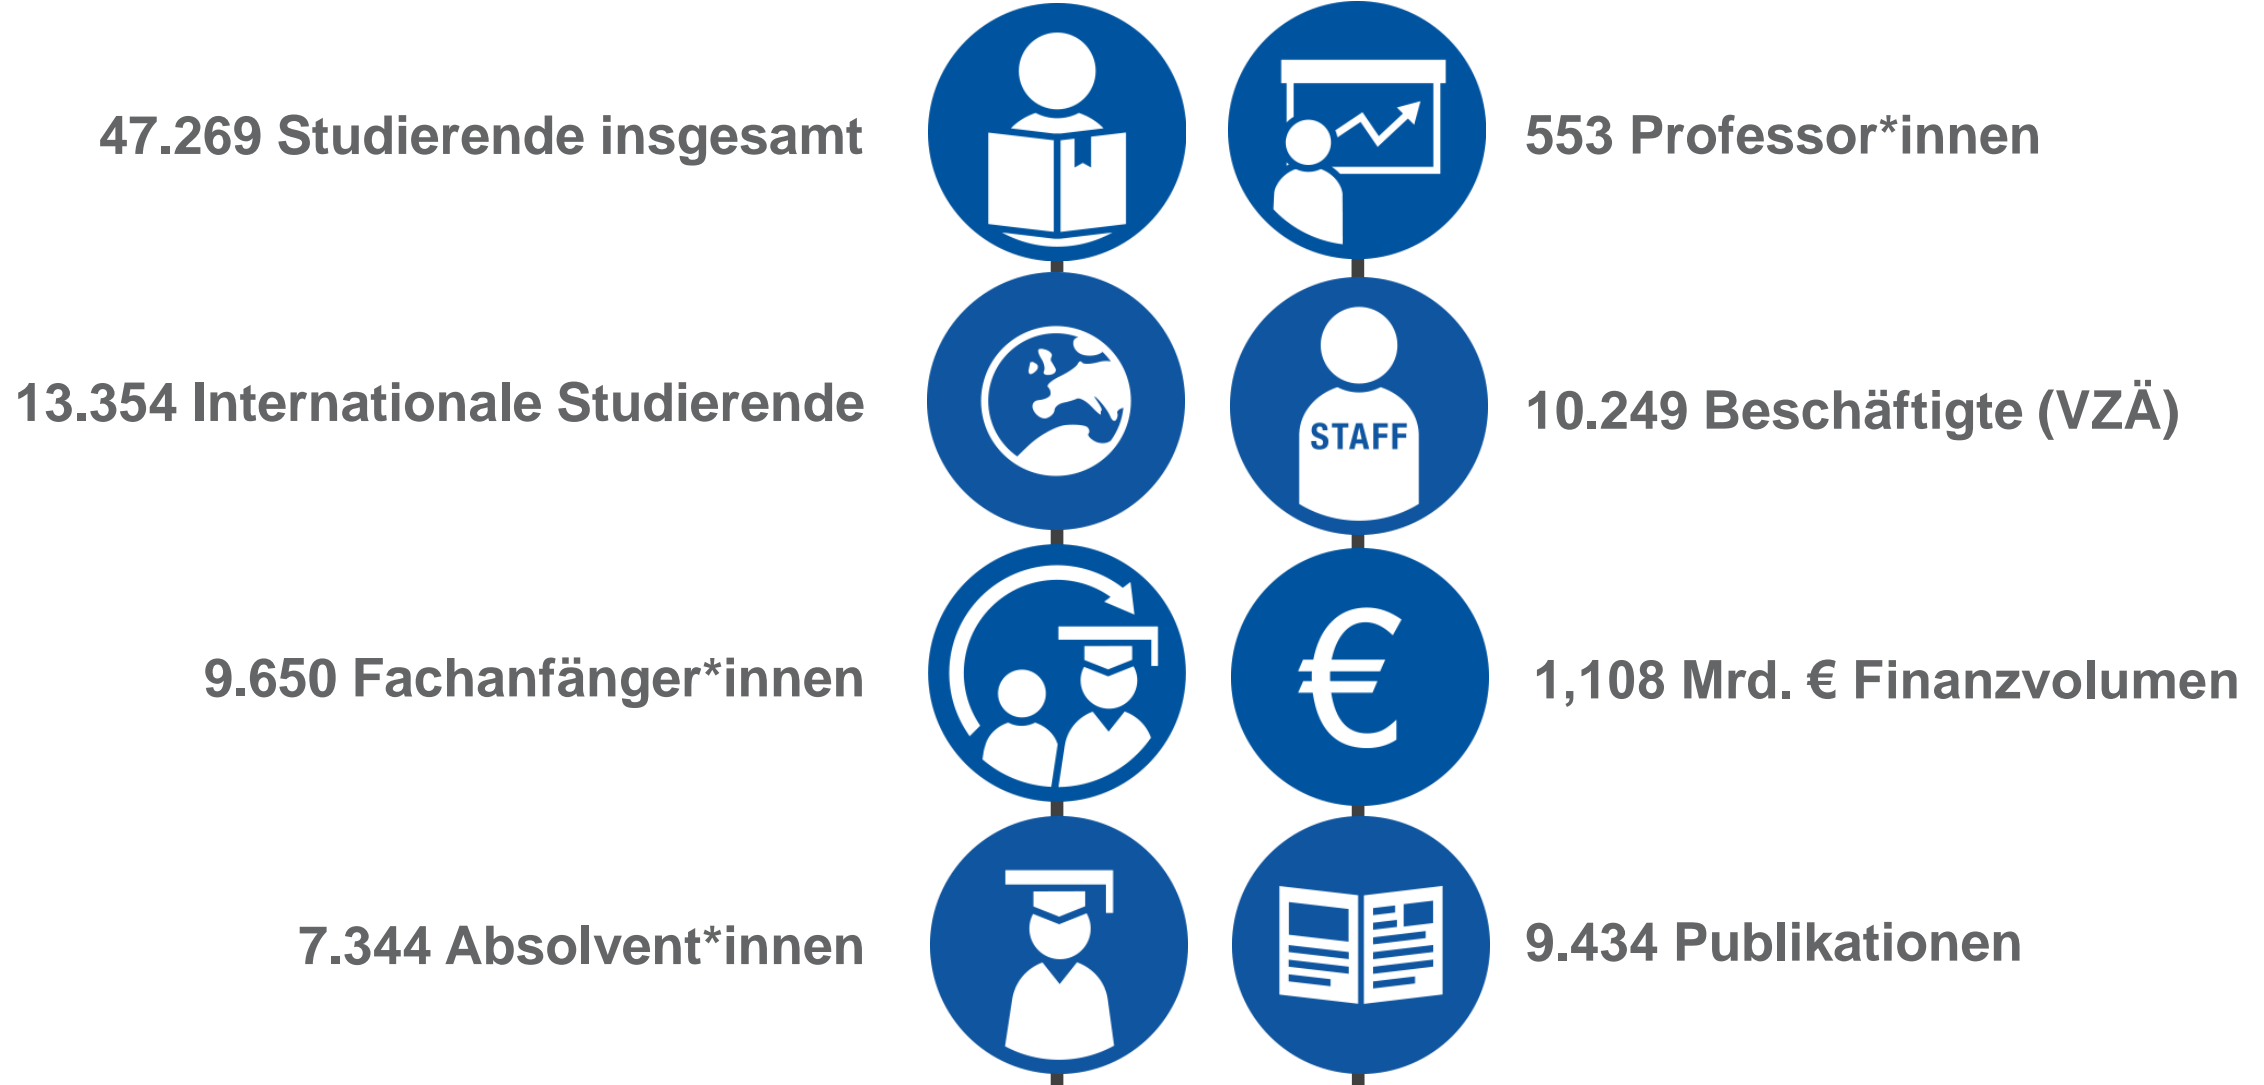 47.269 Studierende insgesamt
553 Professor*innen
13.354 Internationale Studierende
STAFF
10.249 Beschäftigte (VZÄ)
9.650 Fachanfänger*innen
€
1,108 Mrd. € Finanzvolumen
7.344 Absolvent*innen
9.434 Publikationen